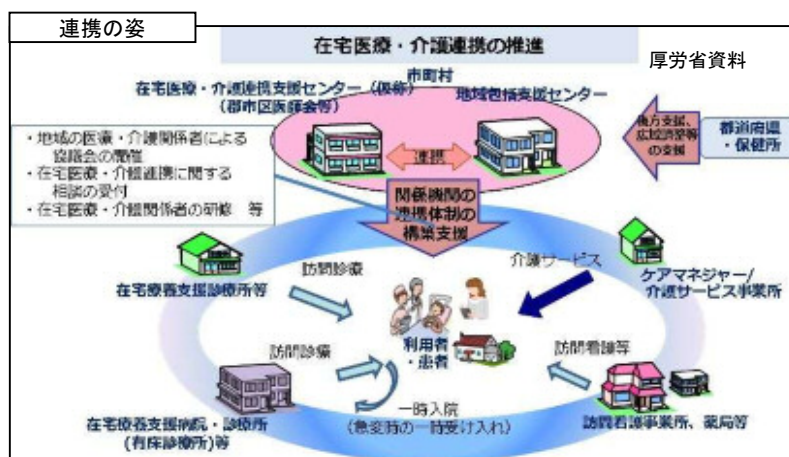 連携の姿
在宅医療・介護連携の推進
厚労省資料
市町村
在宅医療・介護連携支援センター（仮称）
（郡市区医師会等）
地域包括支援センター
連携
後方支援、
広域調整等
の支援
都道府県
・保健所
・地域の医療・介護関係者による
協議会の開催
・在宅医療・介護連携に関する
相談の受付
・在宅医療・介護関係者の研修　等
関係機関の
連携体制の
構築支援
訪問診療
介護サービス
在宅療養支援診療所等
ケアマネジャー/
介護サービス事業所
利用者
・患者
訪問診療
訪問看護等
一時入院
(急変時の一時受け入れ)
在宅療養支援病院・診療所
(有床診療所)等
訪問看護事業所、薬局等